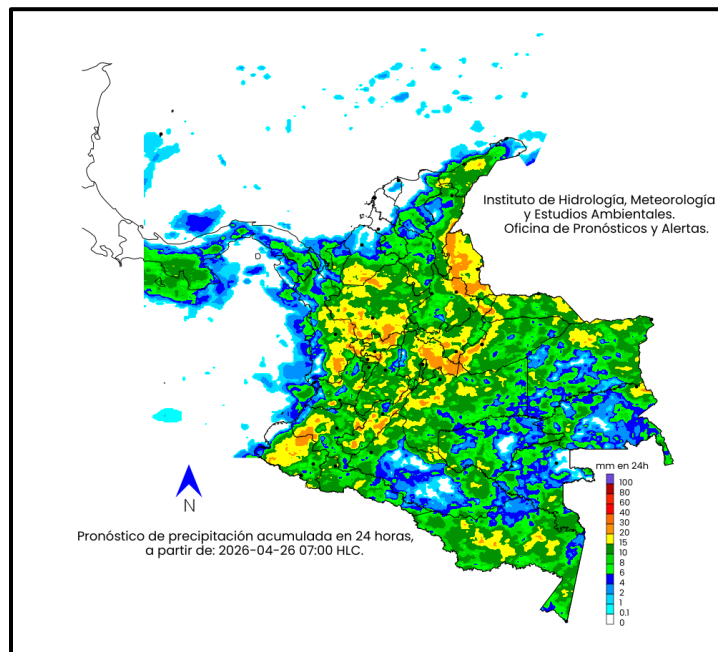 Instituto de Hidrología, Meteorología
y Estudios Ambientales.
Oficina de Pronósticos y Alertas.
mm en 24h
100
80
60
40
30
20
15
10
8
6
4
2
1
0.1
0
N
Pronóstico de precipitación acumulada en 24 horas,
a partir de: 2026-04-26 07:00 HLC.